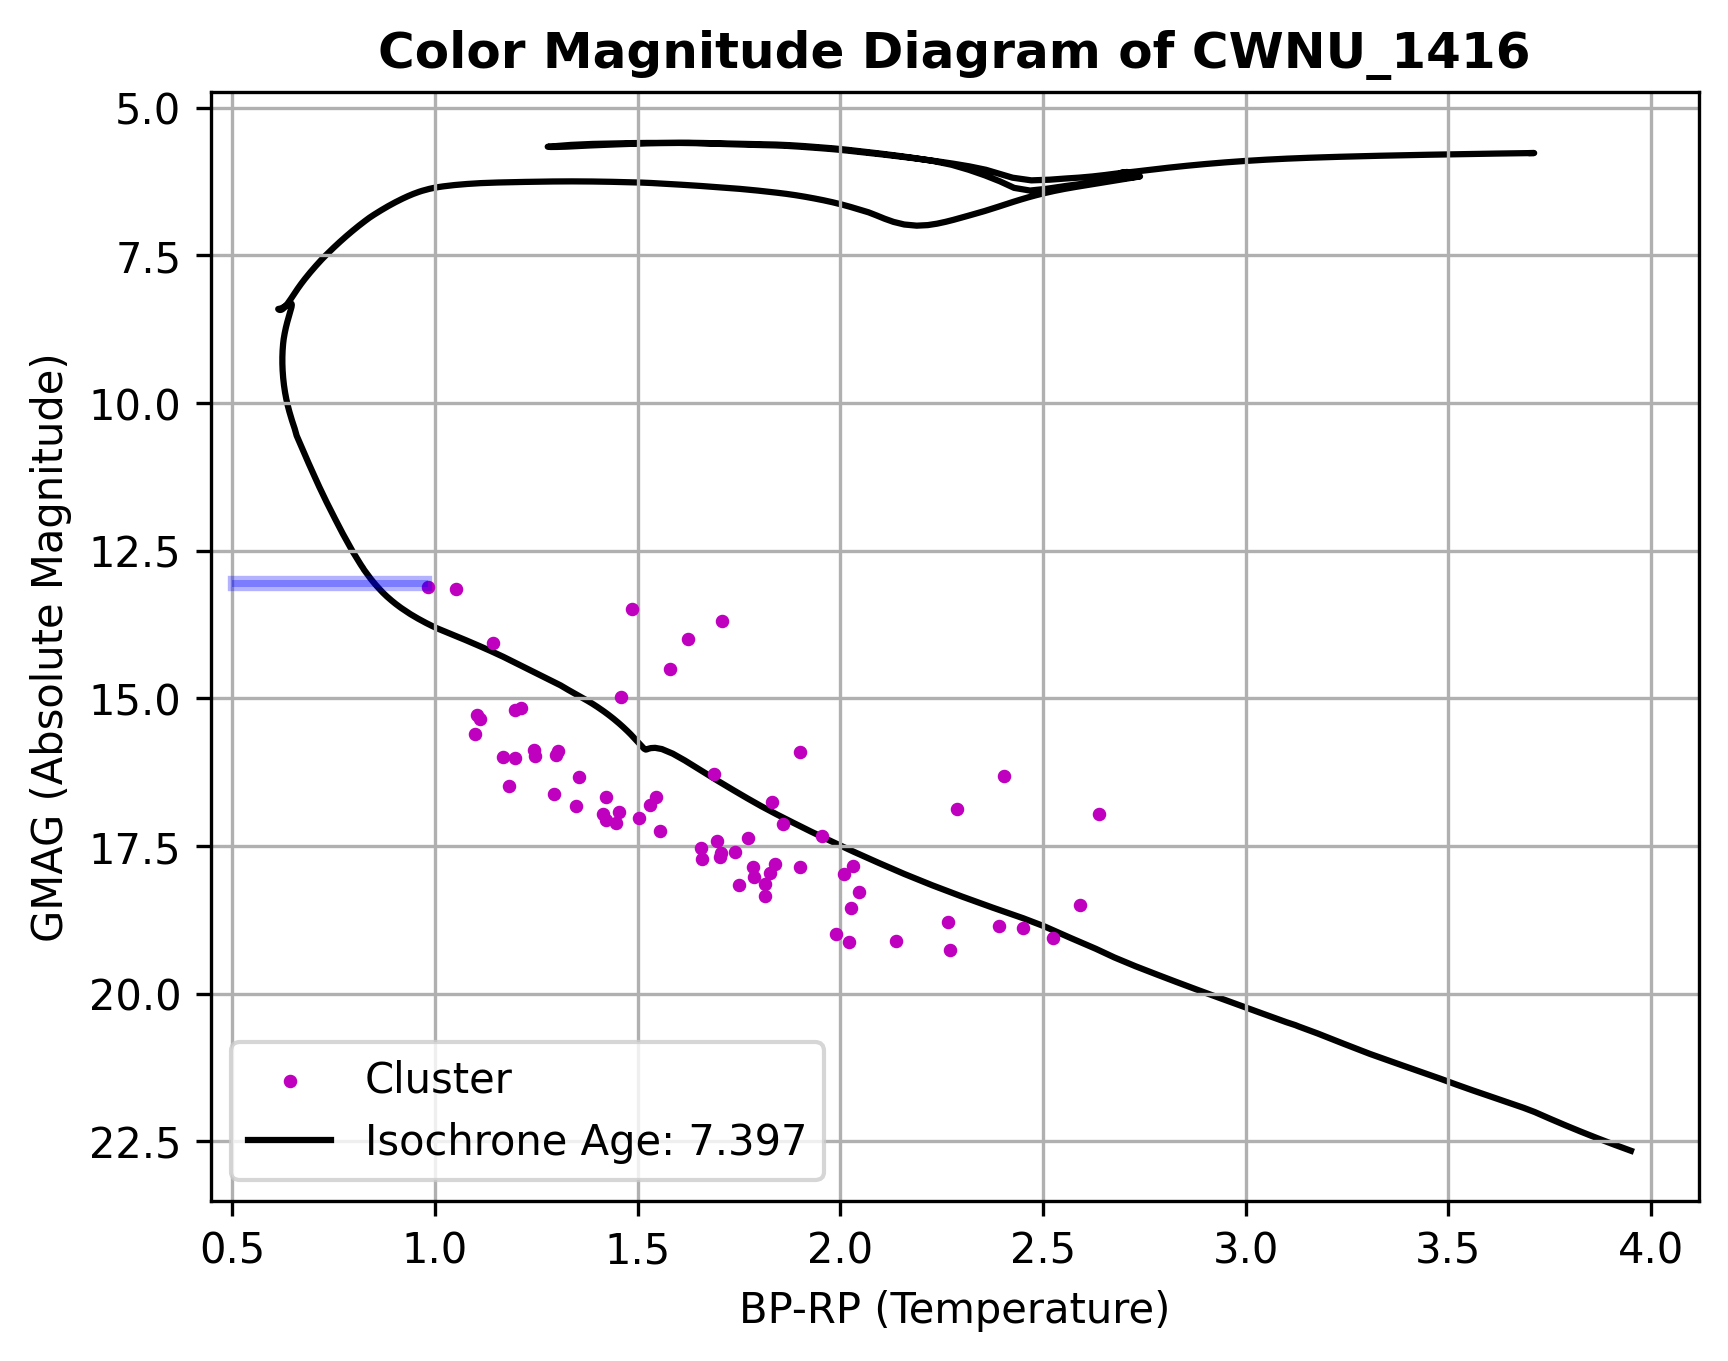 Color Magnitude Diagram of CWNU_1416
GMAG (Absolute Magnitude)
5.0
7.5
10.0
12.5
15.0
17.5
20.0
22.5
Cluster
Isochrone Age: 7.397
0.5 1.0 1.5 2.0 2.5 3.0 3.5 4.0
BP-RP (Temperature)